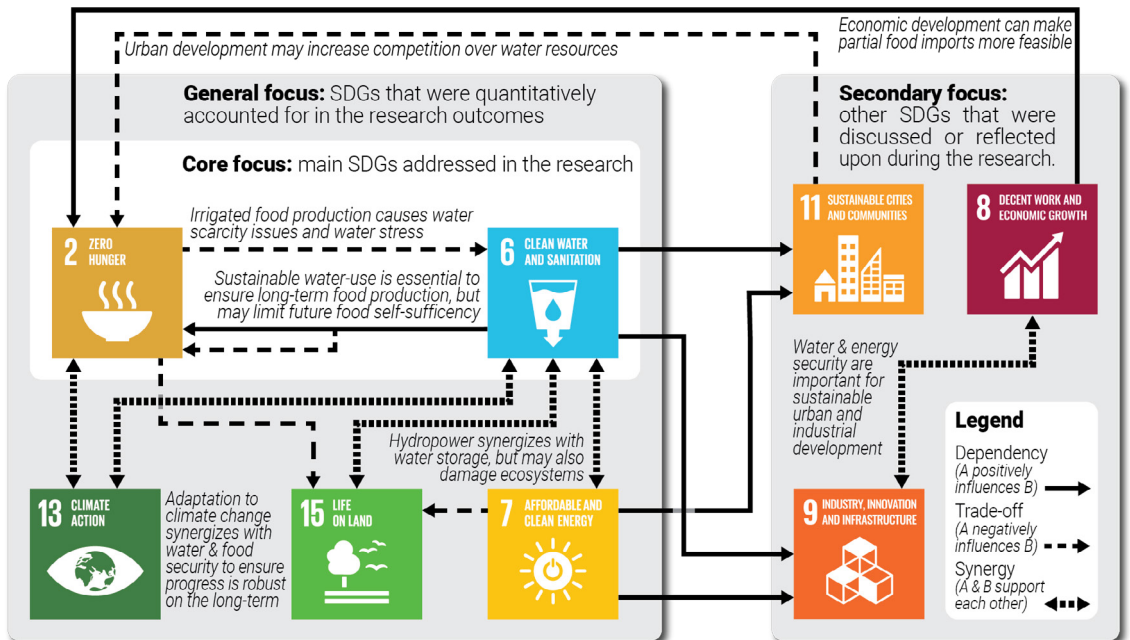 Urban development may increase competition over water resources
Economic development can make
partial food imports more feasible
General focus: SDGs that were quantitatively
accounted for in the research outcomes
Core focus: main SDGs addressed in the research
Secondary focus:
other SDGs that were
discussed or reflected
upon during the research.
2 ZERO
HUNGER
Irrigated food production causes water
scarcity issues and water stress
Sustainable water-use is essential to
ensure long-term food production, but
may limit future food self-sufficency
6 CLEAN WATER
AND SANITATION
11 SUSTAINABLE CITIES
AND COMMUNITIES
8 DECENT WORK AND
ECONOMIC GROWTH
Hydropower synergizes with
water storage, but may also
damage ecosystems
Water & energy
security are
important for
sustainable
urban and
industrial
development
13 CLIMATE
ACTION
Adaptation to
climate change
synergizes with
water & food
security to ensure
progress is robust
on the long-term
15 LIFE
ON LAND
7 AFFORDABLE AND
CLEAN ENERGY
9 INDUSTRY, INNOVATION
AND INFRASTRUCTURE
Legend
Dependency
(A positively
influences B)
Trade-off
(A negatively
influences B)
Synergy
(A & B support
each other)